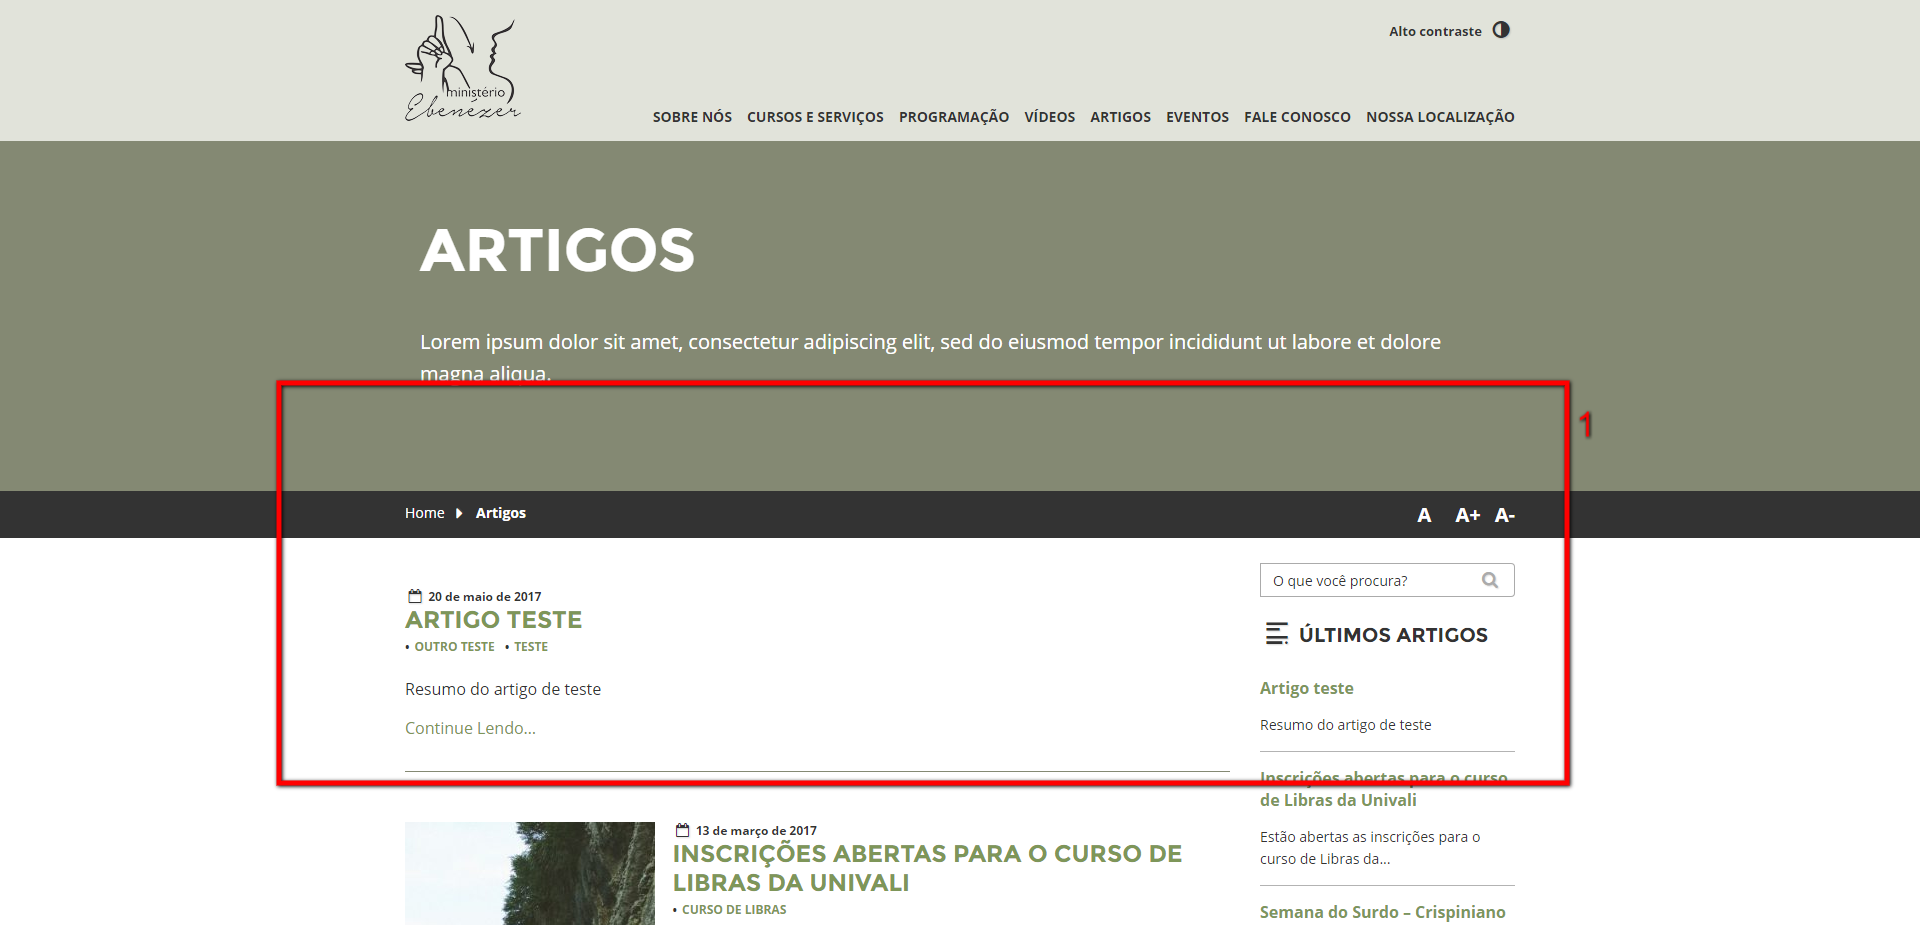 ministério
Ebenézer
Alto contraste
SOBRE NÓS CURSOS E SERVIÇOS PROGRAMAÇÃO VÍDEOS ARTIGOS EVENTOS FALE CONOSCO NOSSA LOCALIZAÇÃO
ARTIGOS
Lorem ipsum dolor sit amet, consectetur adipiscing elit, sed do eiusmod tempor incididunt ut labore et dolore
magna aliqua.
1
Home Artigos
A A+ A-
20 de maio de 2017
ARTIGO TESTE
• OUTRO TESTE • TESTE
Resumo do artigo de teste
Continue Lendo...
13 de março de 2017
INSCRIÇÕES ABERTAS PARA O CURSO DE
LIBRAS DA UNIVALI
• CURSO DE LIBRAS
O que você procura?
ÚLTIMOS ARTIGOS
Artigo teste
Resumo do artigo de teste
Inscrições abertas para o curso
de Libras da Univali
Estão abertas as inscrições para o
curso de Libras da...
Semana do Surdo – Crispiniano